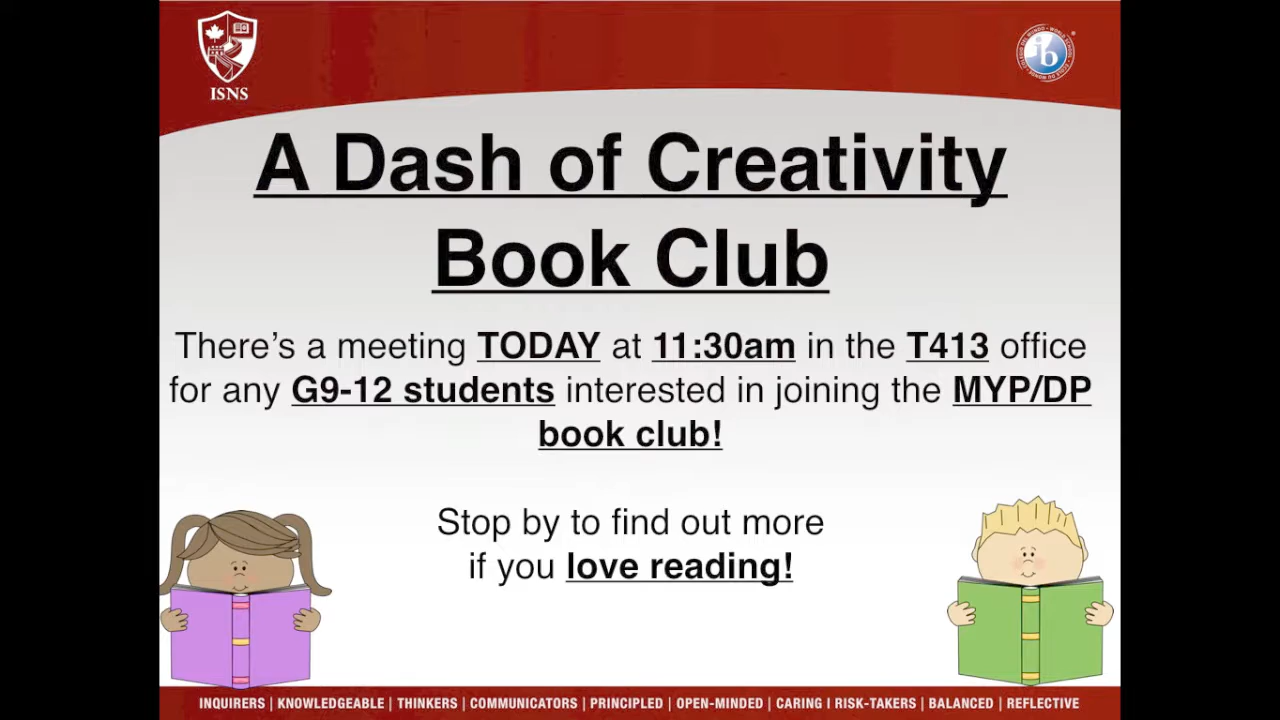 ISNS
ib
A Dash of Creativity
Book Club
There's a meeting TODAY at 11:30am in the T413 office
for any G9-12 students interested in joining the MYP/DP
book club!
Stop by to find out more
if you love reading!
INQUIRERS | KNOWLEDGEABLE | THINKERS | COMMUNICATORS | PRINCIPLED | OPEN-MINDED | CARING I RISK-TAKERS | BALANCED | REFLECTIVE